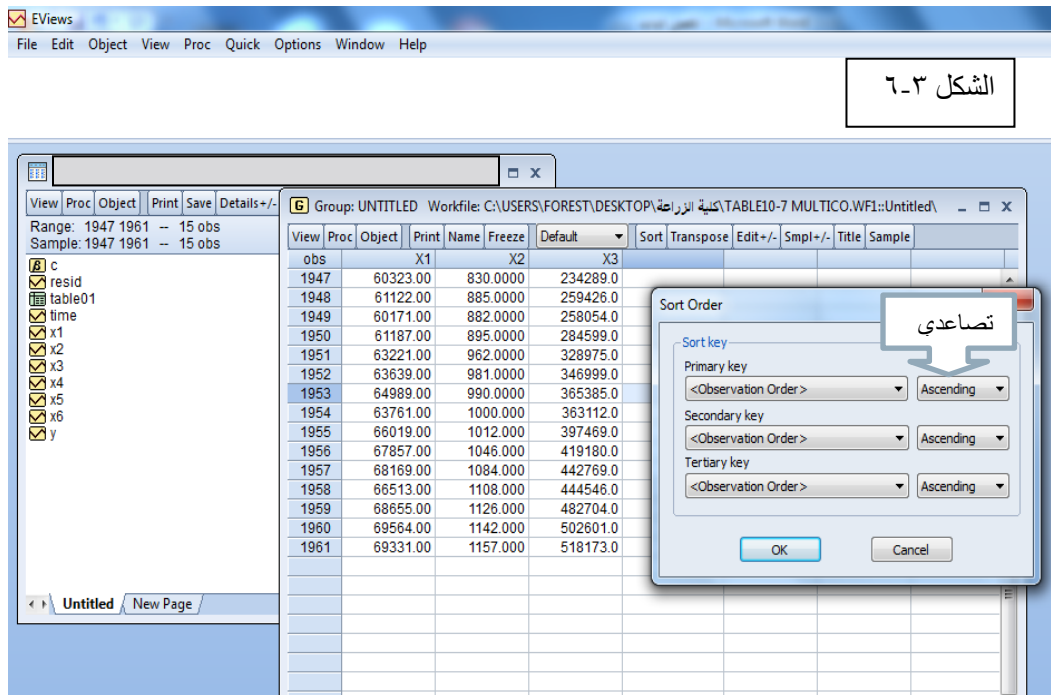 EViews
File Edit Object View Proc Quick Options Window Help
الشكل ٣-٦
View Proc Object Print Save Details+/-
Range: 1947 1961 -- 15 obs
Sample: 1947 1961 -- 15 obs
c
resid
table01
time
x1
x2
x3
x4
x5
x6
y
Untitled New Page
Group: UNTITLED Workfile: C:\USERS\FOREST\DESKTOP\كلية الزراعة\TABLE10-7 MULTICO.WF1::Untitled\
View Proc Object Print Name Freeze Default Sort Transpose Edit+/- Smpl+/- Title Sample
obs X1 X2 X3
1947 60323.00 830.0000 234289.0
1948 61122.00 885.0000 259426.0
1949 60171.00 882.0000 258054.0
1950 61187.00 895.0000 284599.0
1951 63221.00 962.0000 328975.0
1952 63639.00 981.0000 346999.0
1953 64989.00 990.0000 365385.0
1954 63761.00 1000.000 363112.0
1955 66019.00 1012.000 397469.0
1956 67857.00 1046.000 419180.0
1957 68169.00 1084.000 442769.0
1958 66513.00 1108.000 444546.0
1959 68655.00 1126.000 482704.0
1960 69564.00 1142.000 502601.0
1961 69331.00 1157.000 518173.0
Sort Order
تصاعدي
Sort key
Primary key
<Observation Order> Ascending
Secondary key
<Observation Order> Ascending
Tertiary key
<Observation Order> Ascending
OK Cancel